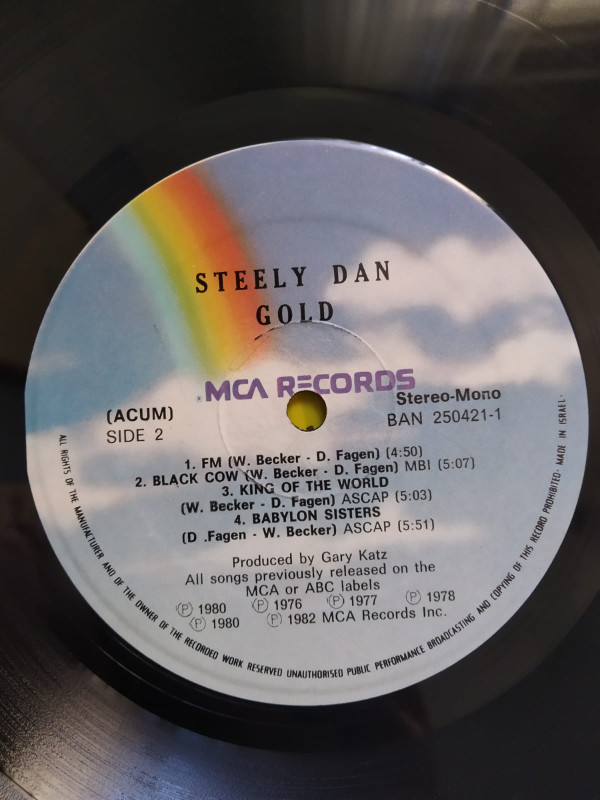 STEELY DAN
GOLD
MCA RECORDS
(ACUM)
SIDE 2
Stereo-Mono
BAN 250421-1
1. FM (W. Becker - D. Fagen) (4:50)
2. BLACK COW (W. Becker - D. Fagen) MBI (5:07)
3. KING OF THE WORLD
(W. Becker - D. Fagen) ASCAP (5:03)
4. BABYLON SISTERS
(D .Fagen - W. Becker) ASCAP (5:51)
Produced by Gary Katz
All songs previously released on the
MCA or ABC labels
Ⓟ 1980 Ⓟ 1976 Ⓟ 1977 Ⓟ 1978
Ⓟ 1980 Ⓟ 1982 MCA Records Inc.
ALL RIGHTS OF THE MANUFACTURER AND OF THE OWNER OF THE RECORDED WORK RESERVED UNAUTHORISED PUBLIC PERFORMANCE BROADCASTING AND COPYING OF THIS RECORD PROHIBITED· MADE IN ISRAEL·